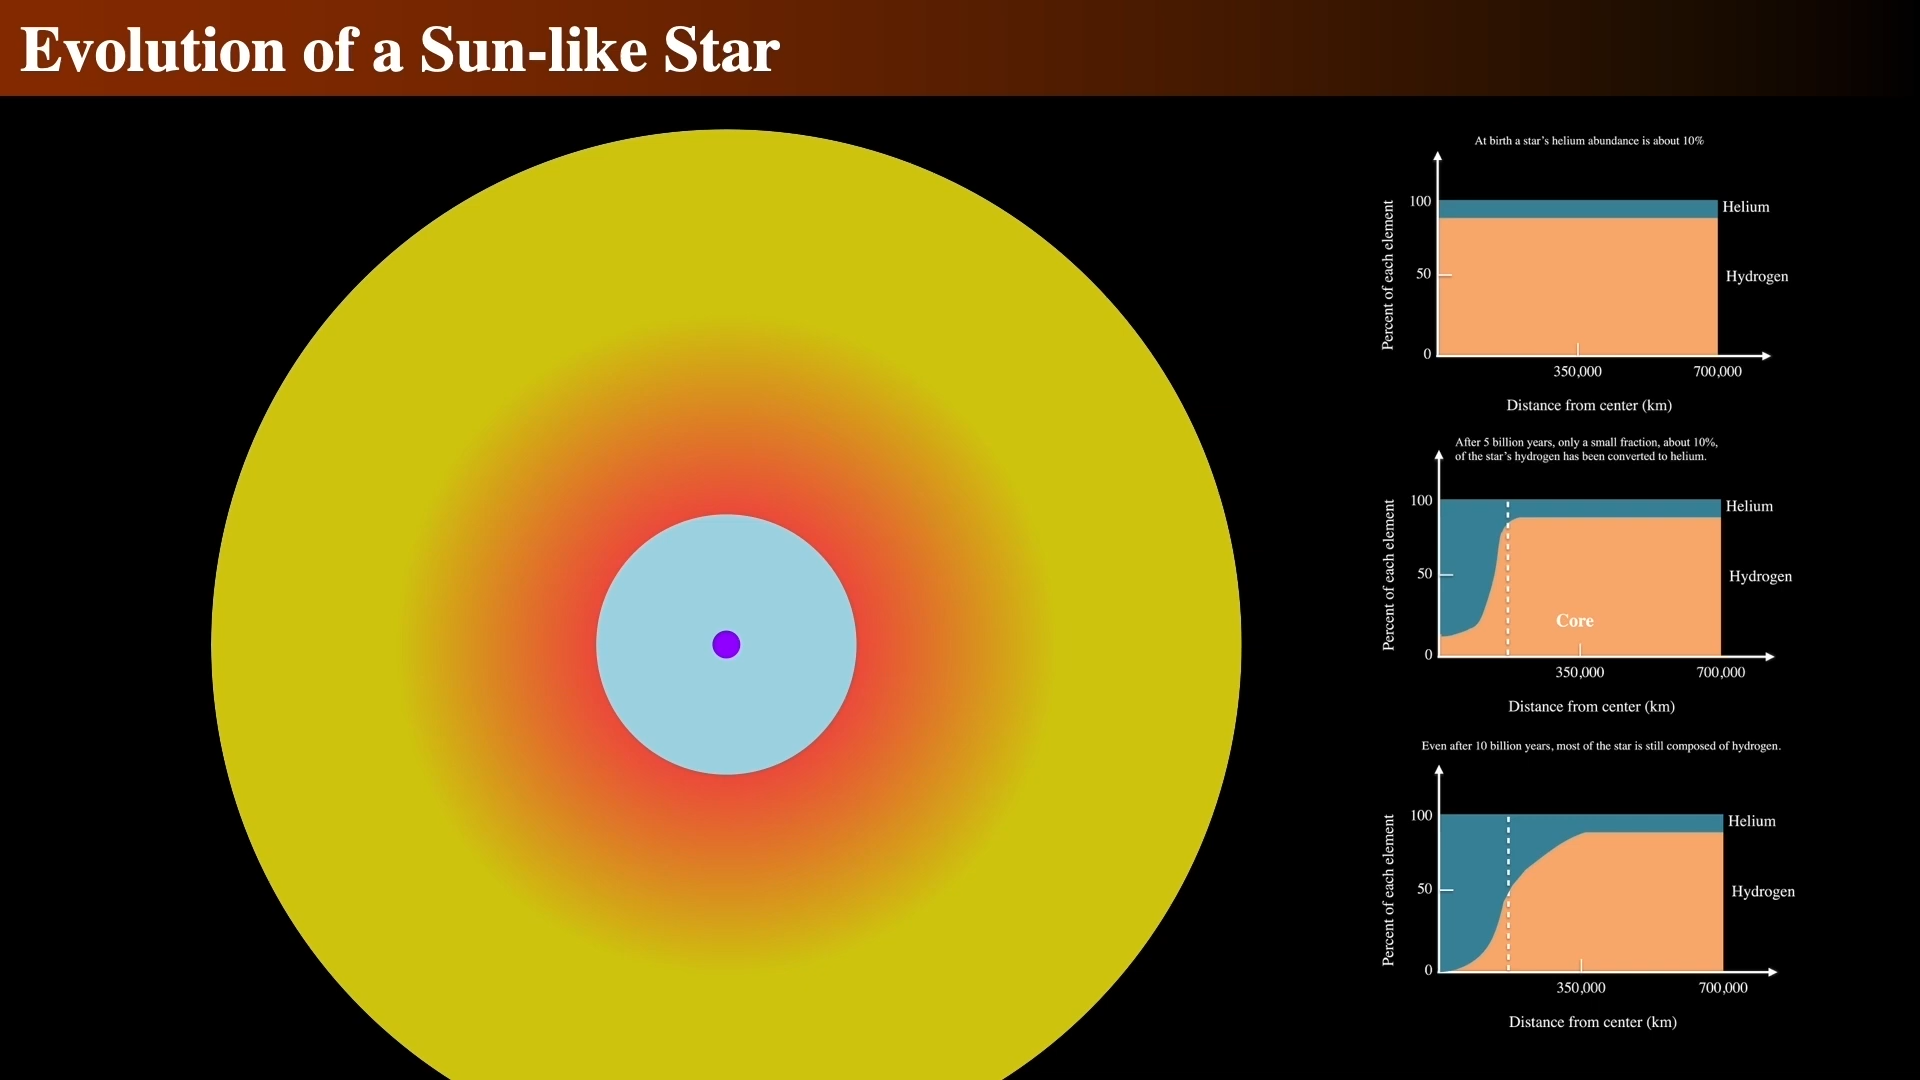 Evolution of a Sun-like Star
At birth a star’s helium abundance is about 10%
Percent of each element
100
50
0
Helium
Hydrogen
350,000
700,000
Distance from center (km)
After 5 billion years, only a small fraction, about 10%,
of the star’s hydrogen has been converted to helium.
Percent of each element
100
50
0
Helium
Hydrogen
Core
350,000
700,000
Distance from center (km)
Even after 10 billion years, most of the star is still composed of hydrogen.
Percent of each element
100
50
0
Helium
Hydrogen
350,000
700,000
Distance from center (km)